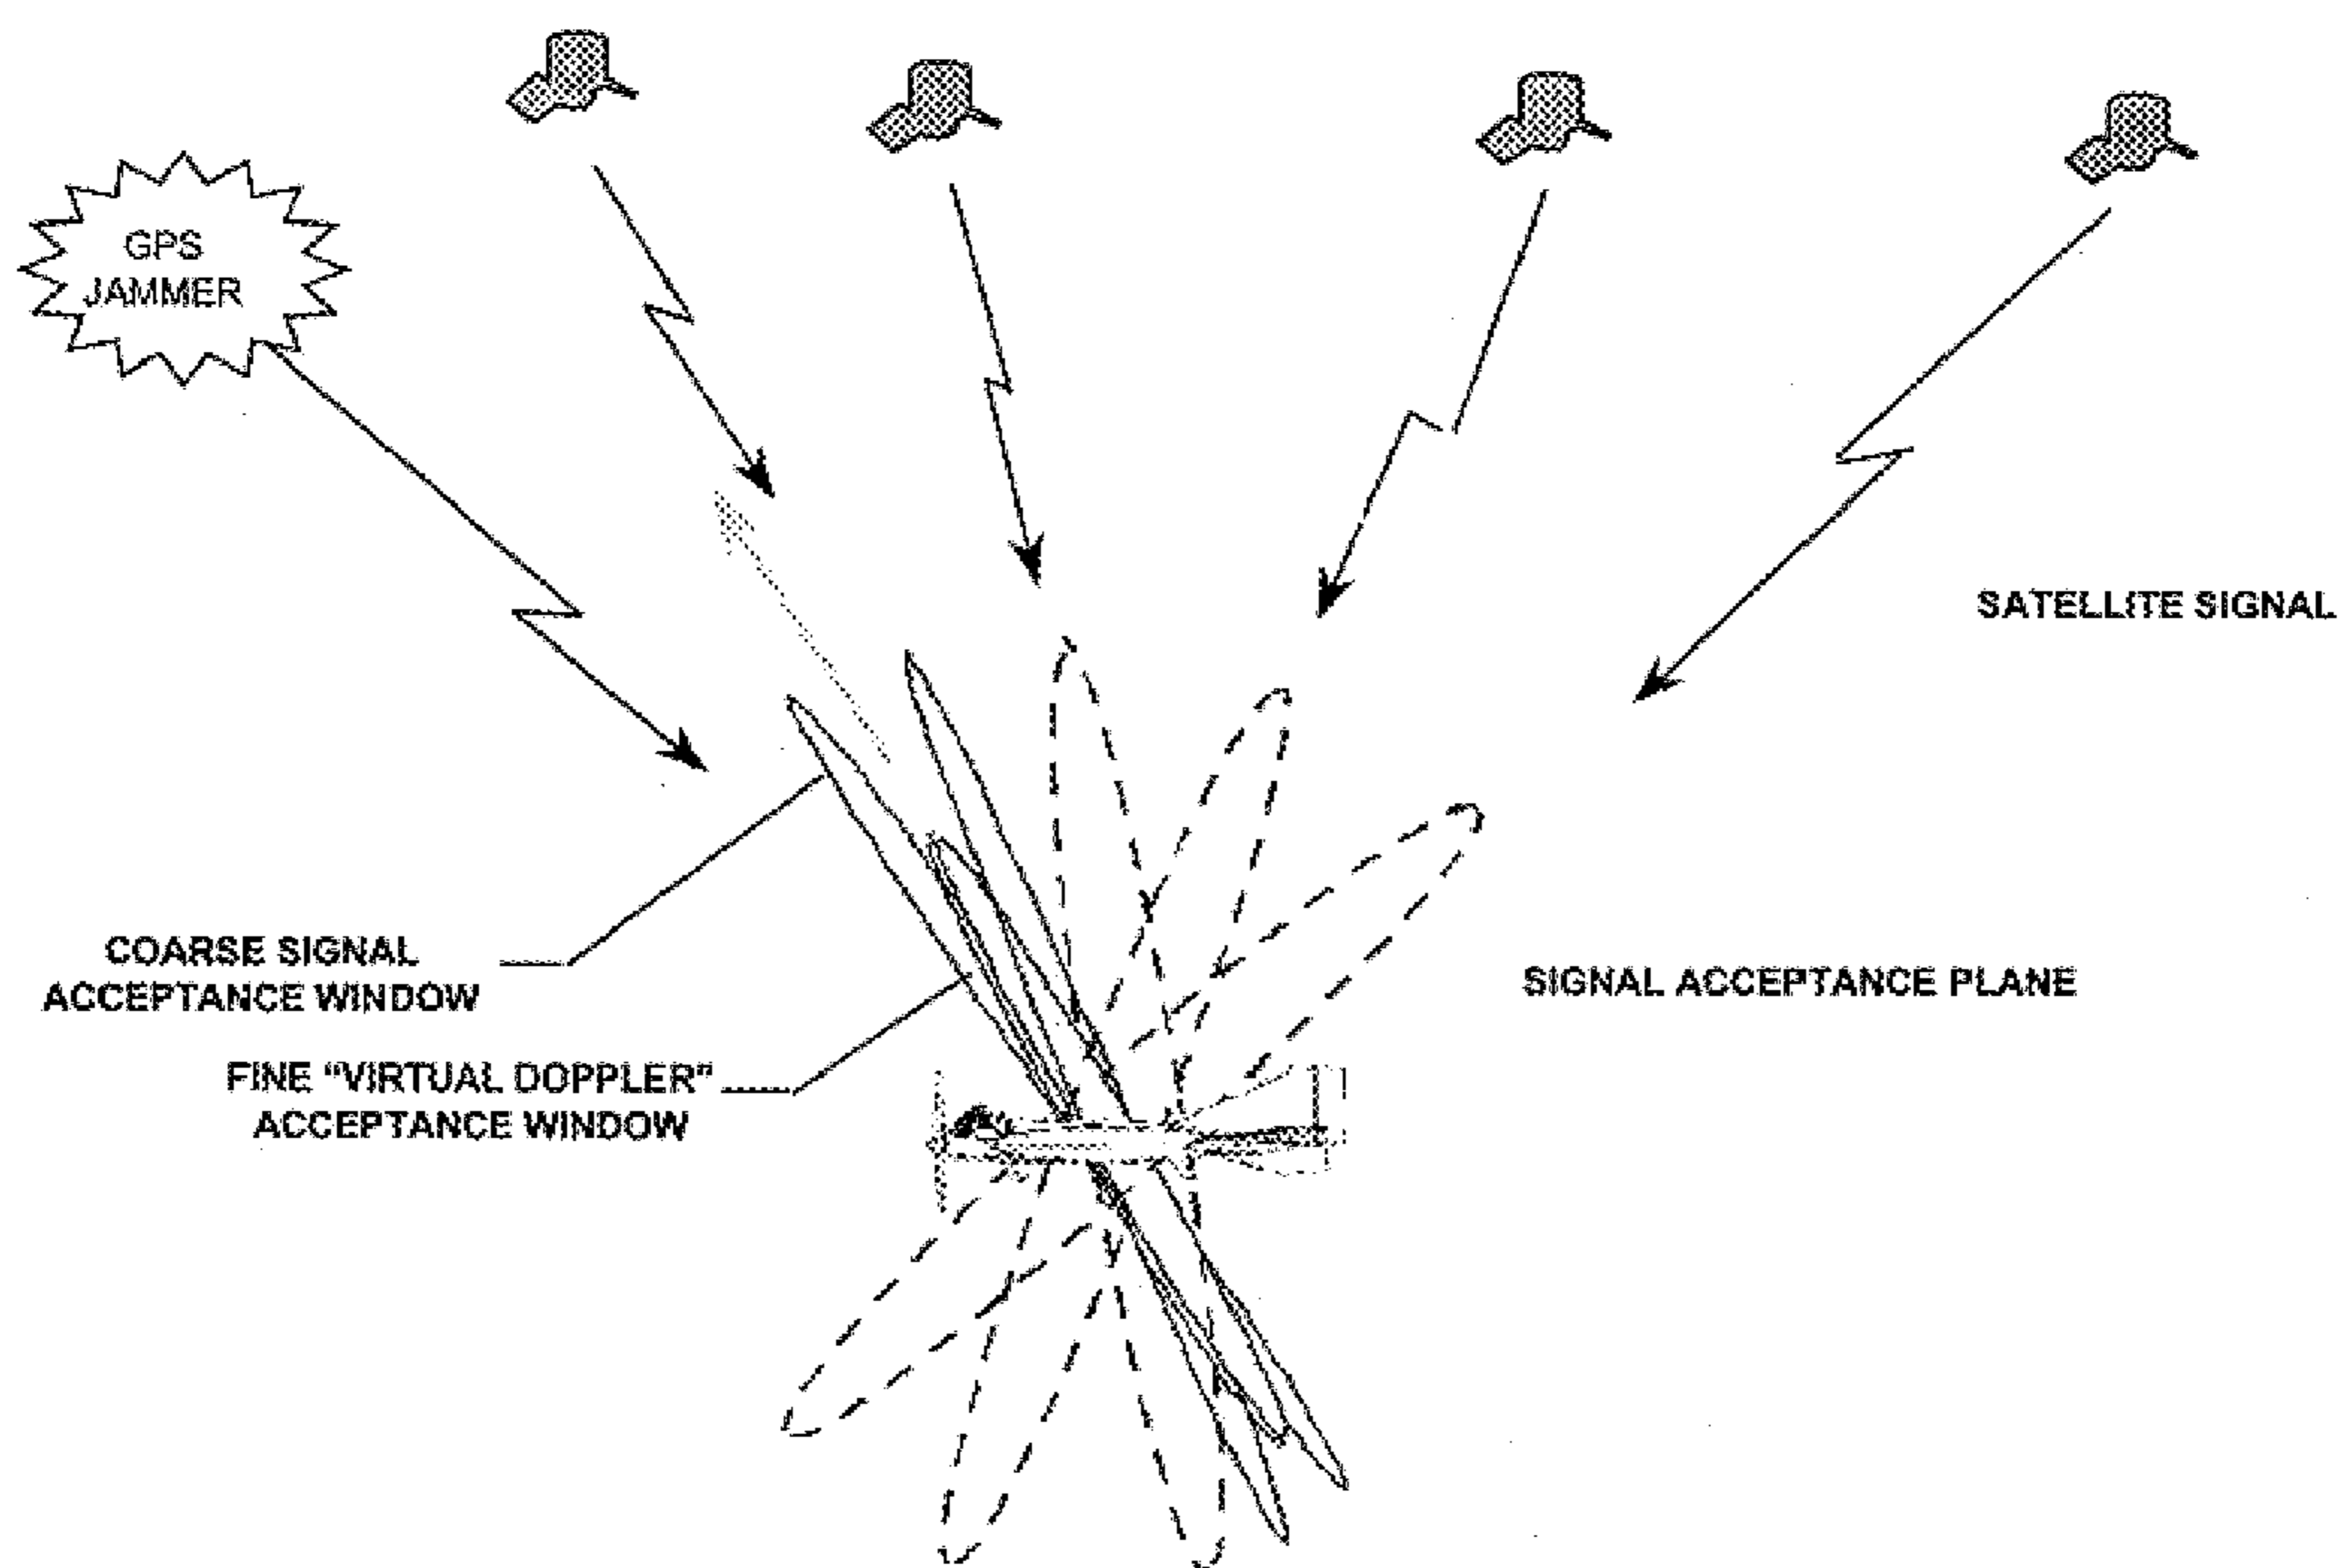 GPS
JAMMER
SATELLITE SIGNAL
COARSE SIGNAL
ACCEPTANCE WINDOW
SIGNAL ACCEPTANCE PLANE
FINE "VIRTUAL DOPPLER"
ACCEPTANCE WINDOW